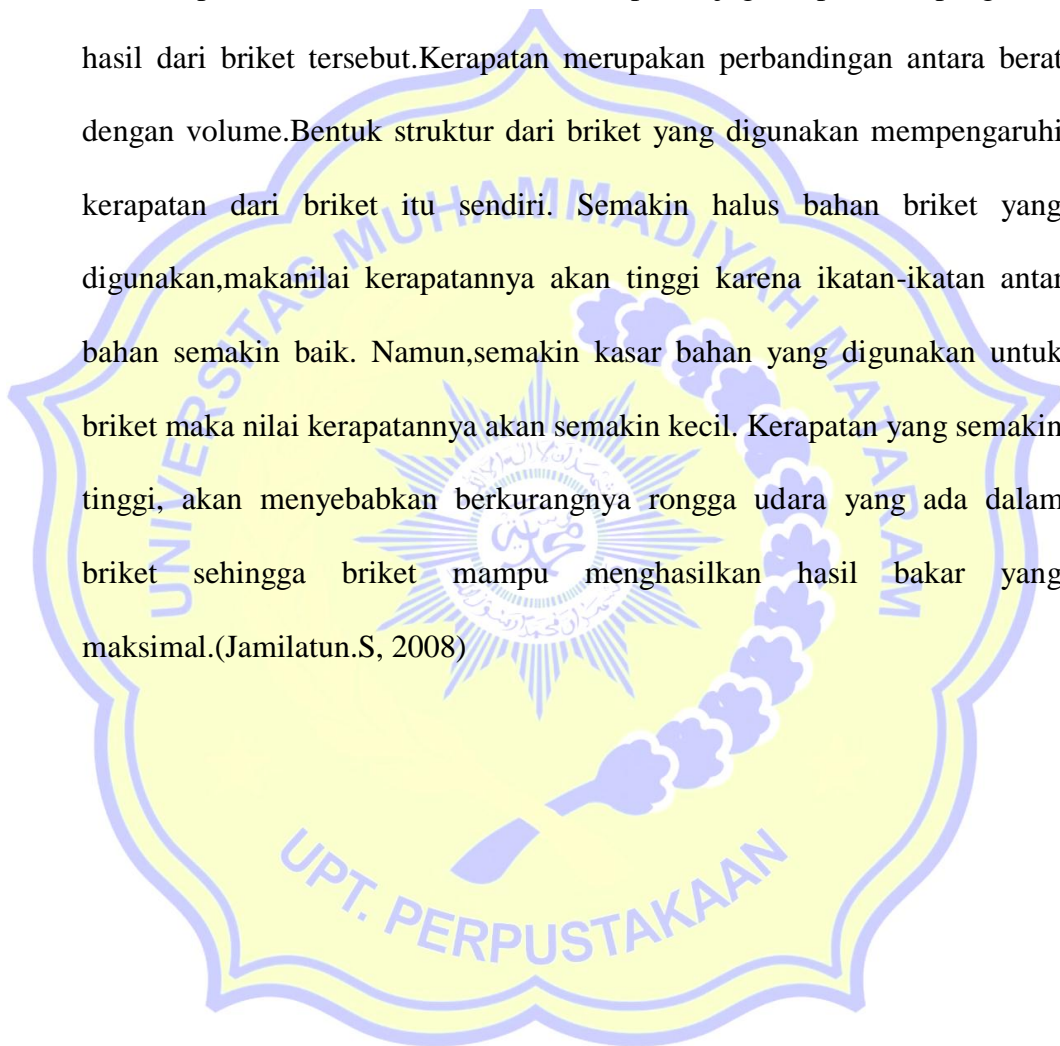 hasil dari briket tersebut.Kerapatan merupakan perbandingan antara berat
dengan volume.Bentuk struktur dari briket yang digunakan mempengaruhi
kerapatan dari briket itu sendiri. Semakin halus bahan briket yang
digunakan,makanilai kerapatannya akan tinggi karena ikatan-ikatan antar
bahan semakin baik. Namun,semakin kasar bahan yang digunakan untuk
briket maka nilai kerapatannya akan semakin kecil. Kerapatan yang semakin
tinggi, akan menyebabkan berkurangnya rongga udara yang ada dalam
briket sehingga briket mampu menghasilkan hasil bakar yang
maksimal.(Jamilatun.S, 2008)
UNIVERSITAS MUHAMMADIYAH MATARAM
UPT. PERPUSTAKAAN